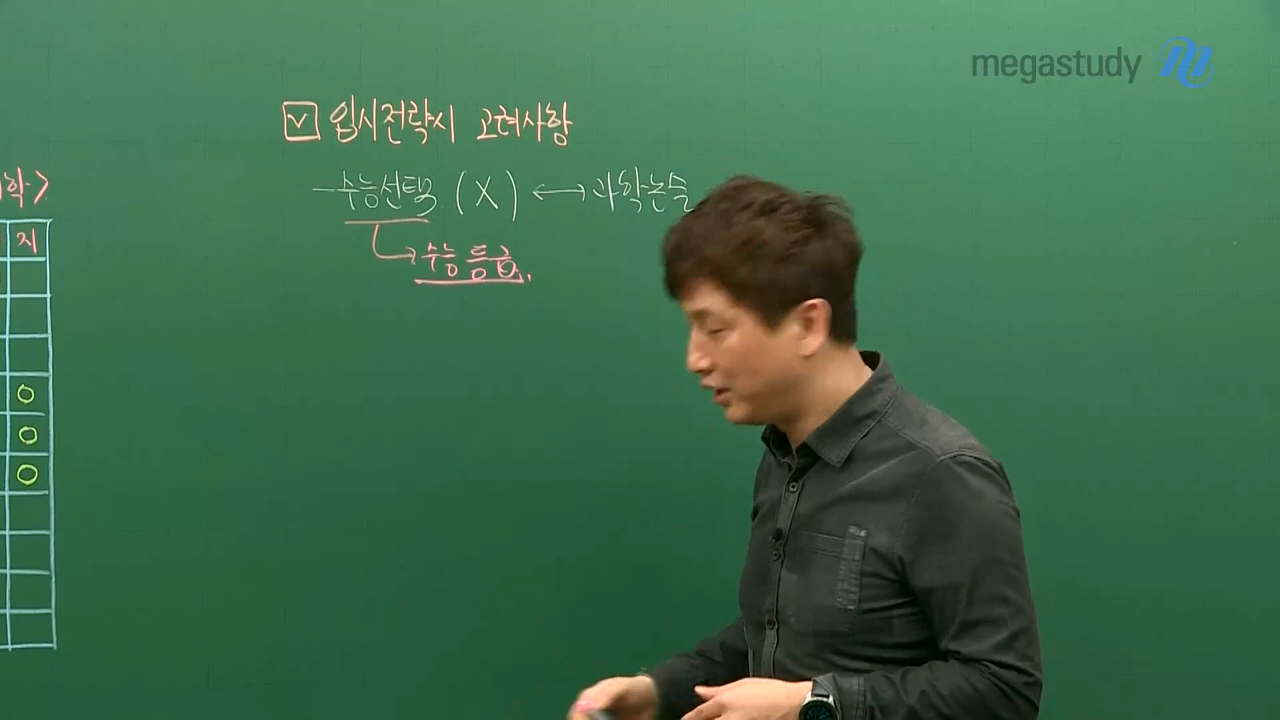 megastudy
☑ 입시전략시 고려사항
- 수능선택 (X) ↔ 과학논술
→ 수능 등급.
학>
지